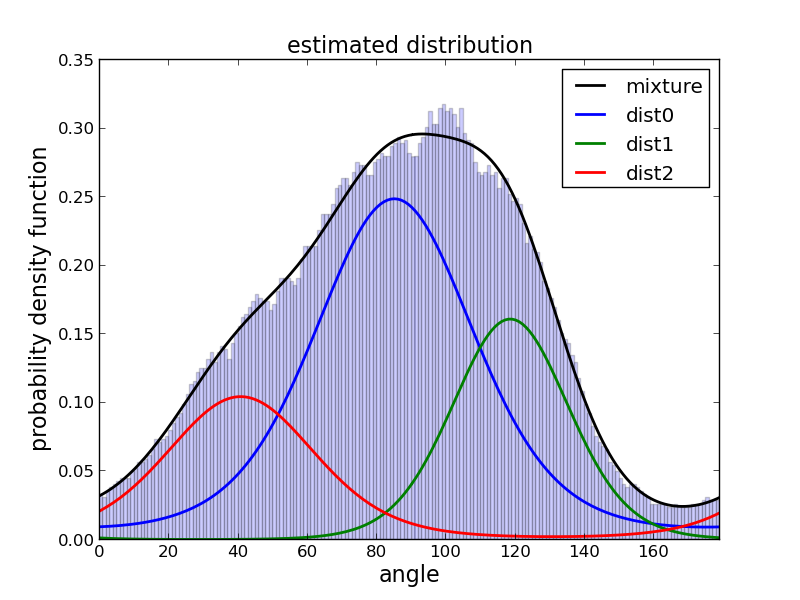 estimated distribution
probability density function
0.35
0.30
0.25
0.20
0.15
0.10
0.05
0.00
mixture
dist0
dist1
dist2
0 20 40 60 80 100 120 140 160
angle